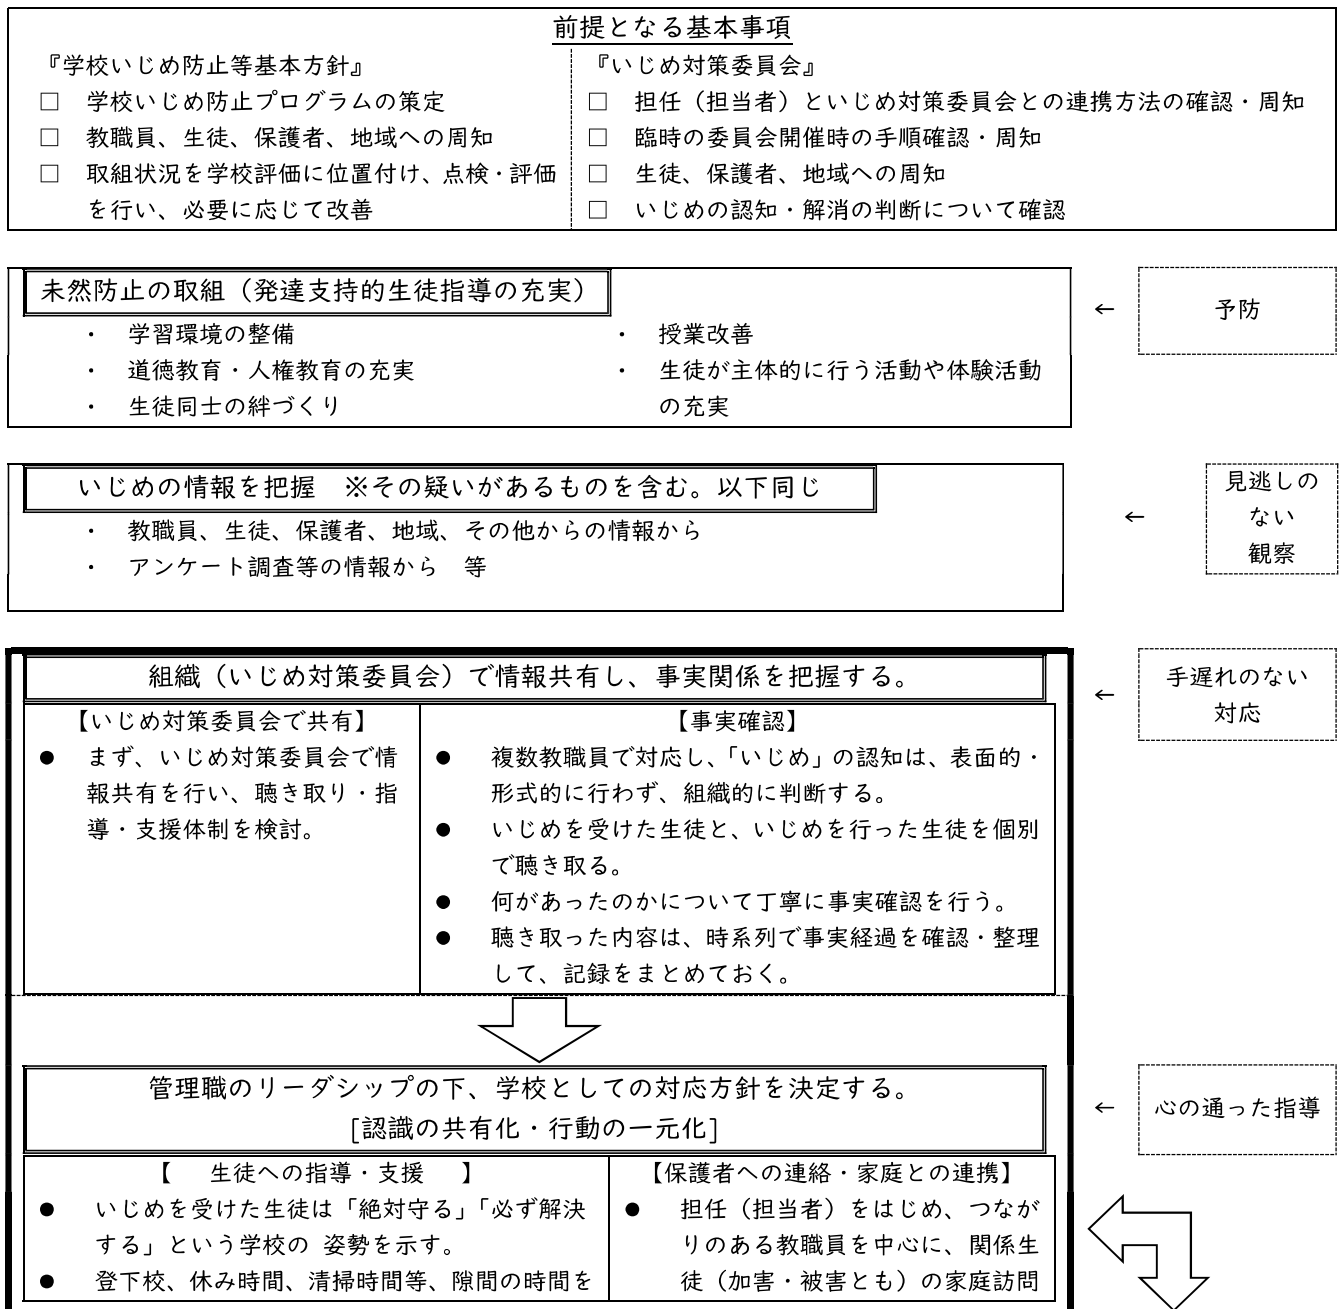 前提となる基本事項
『学校いじめ防止等基本方針』
□ 学校いじめ防止プログラムの策定
□ 教職員、生徒、保護者、地域への周知
□ 取組状況を学校評価に位置付け、点検・評価
を行い、必要に応じて改善
『いじめ対策委員会』
□ 担任（担当者）といじめ対策委員会との連携方法の確認・周知
□ 臨時の委員会開催時の手順確認・周知
□ 生徒、保護者、地域への周知
□ いじめの認知・解消の判断について確認
未然防止の取組（発達支持的生徒指導の充実）
・ 学習環境の整備
・ 道徳教育・人権教育の充実
・ 生徒同士の絆づくり
・ 授業改善
・ 生徒が主体的に行う活動や体験活動
の充実
←
予防
いじめの情報を把握　※その疑いがあるものを含む。以下同じ
・ 教職員、生徒、保護者、地域、その他からの情報から
・ アンケート調査等の情報から　等
←
見逃しの
ない
観察
組織（いじめ対策委員会）で情報共有し、事実関係を把握する。
←
手遅れのない
対応
【いじめ対策委員会で共有】
● まず、いじめ対策委員会で情
報共有を行い、聴き取り・指
導・支援体制を検討。
【事実確認】
● 複数教職員で対応し、「いじめ」の認知は、表面的・
形式的に行わず、組織的に判断する。
● いじめを受けた生徒と、いじめを行った生徒を個別
で聴き取る。
● 何があったのかについて丁寧に事実確認を行う。
● 聴き取った内容は、時系列で事実経過を確認・整理
して、記録をまとめておく。
管理職のリーダシップの下、学校としての対応方針を決定する。
[認識の共有化・行動の一元化]
←
心の通った指導
【　生徒への指導・支援　】
● いじめを受けた生徒は「絶対守る」「必ず解決
する」という学校の 姿勢を示す。
● 登下校、休み時間、清掃時間等、隙間の時間を
【保護者への連絡・家庭との連携】
● 担任（担当者）をはじめ、つなが
りのある教職員を中心に、関係生
徒（加害・被害とも）の家庭訪問